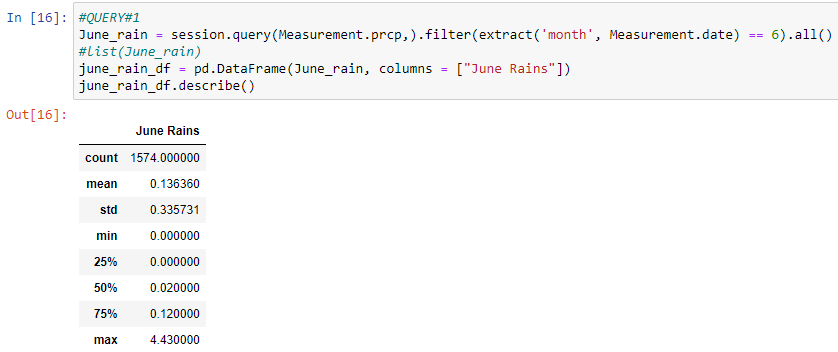 In [16]: #QUERY#1
June_rain = session.query(Measurement.prcp,).filter(extract('month', Measurement.date) == 6).all()
#list(June_rain)
june_rain_df = pd.DataFrame(June_rain, columns = ["June Rains"])
june_rain_df.describe()
Out[16]:
June Rains
count 1574.000000
mean 0.136360
std 0.335731
min 0.000000
25% 0.000000
50% 0.020000
75% 0.120000
max 4.430000